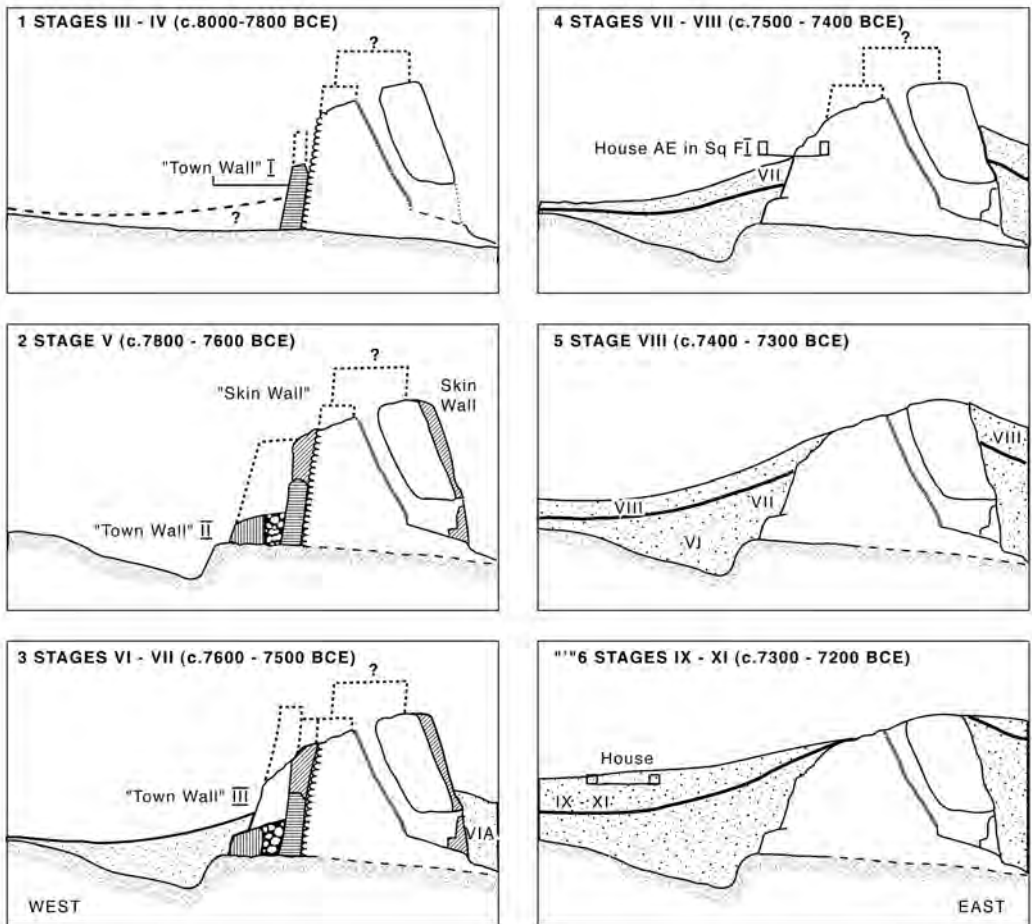 1 STAGES III - IV (c.8000-7800 BCE)
?
"Town Wall" I
?
2 STAGE V (c.7800 - 7600 BCE)
?
"Skin Wall"
Skin
Wall
"Town Wall" II
3 STAGES VI - VII (c.7600 - 7500 BCE)
?
"Town Wall" III
VIA
WEST
4 STAGES VII - VIII (c.7500 - 7400 BCE)
?
House AE in Sq FI
VII
5 STAGE VIII (c.7400 - 7300 BCE)
VIII
VIII
VII
VI
"'"6 STAGES IX - XI (c.7300 - 7200 BCE)
House
IX - XI
EAST